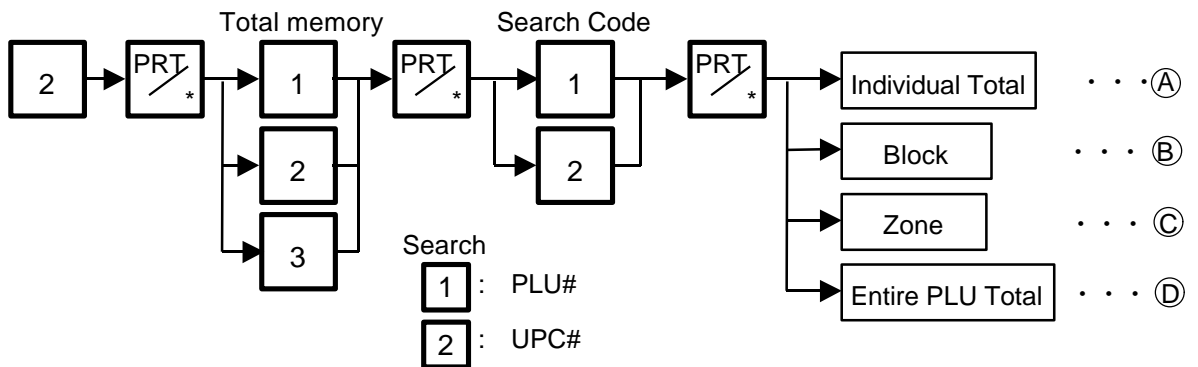 Total memory
Search Code
2
PRT
*
1
PRT
*
1
PRT
*
Individual Total
・・・Ⓐ
2
2
Block
・・・Ⓑ
3
Zone
・・・Ⓒ
Search
1 : PLU#
Entire PLU Total
・・・Ⓓ
2 : UPC#